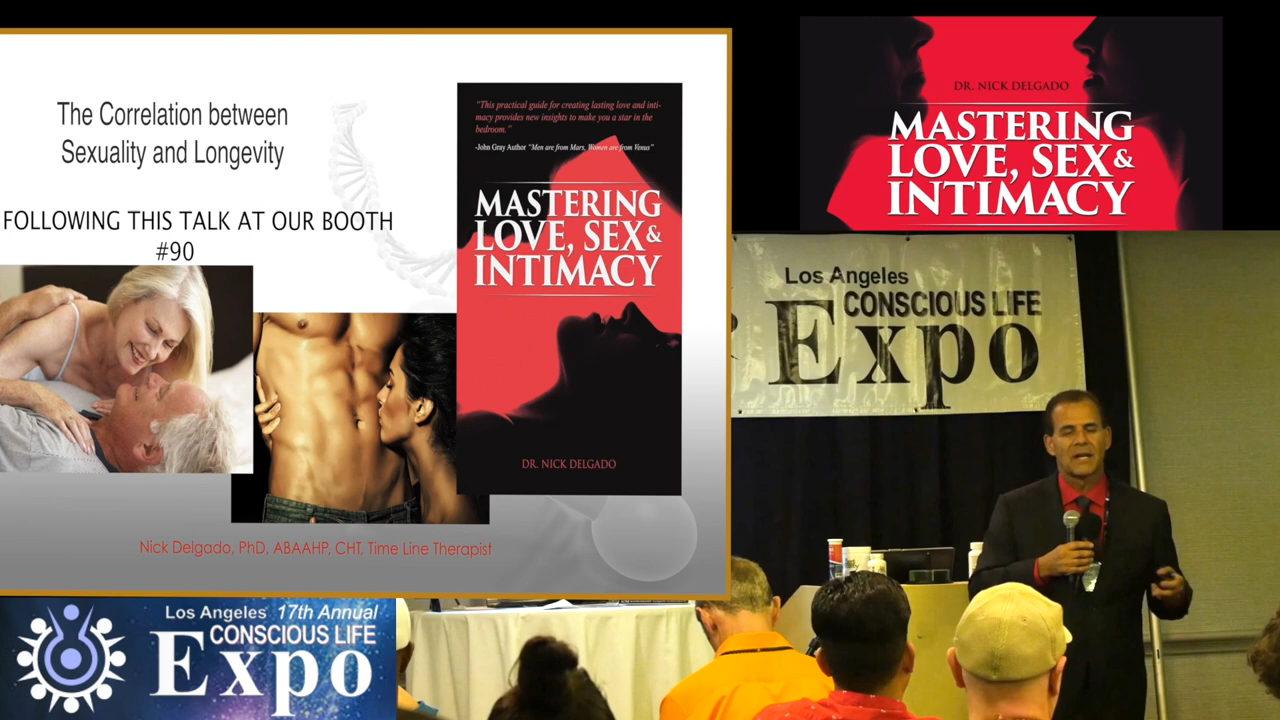 The Correlation between
Sexuality and Longevity
FOLLOWING THIS TALK AT OUR BOOTH
#90
"This practical guide for creating lasting love and inti-
macy provides new insights to make you a star in the
bedroom."
-John Gray Author "Men are from Mars, Women are from Venus"
MASTERING
LOVE, SEX &
INTIMACY
DR. NICK DELGADO
Nick Delgado, PhD, ABAAHP, CHT, Time Line Therapist
DR. NICK DELGADO
MASTERING
LOVE, SEX &
INTIMACY
Los Angeles
CONSCIOUS LIFE
Expo
Los Angeles 17th Annual
CONSCIOUS LIFE
Expo